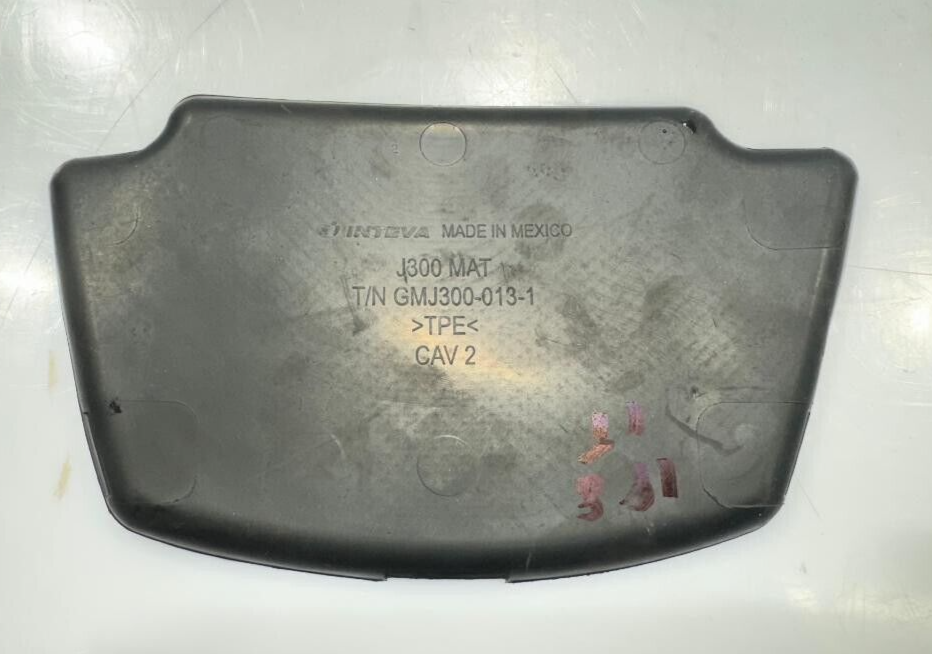 INTEVA MADE IN MEXICO
J300 MAT
T/N GMJ300-013-1
>TPE<
CAV 2